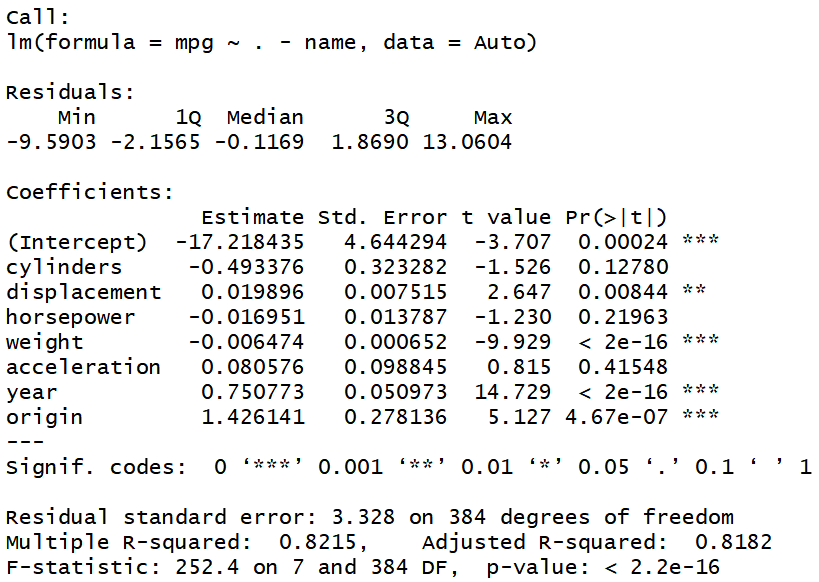 Call:
lm(formula = mpg ~ . - name, data = Auto)

Residuals:
    Min      1Q  Median      3Q     Max
-9.5903 -2.1565 -0.1169  1.8690 13.0604

Coefficients:
               Estimate Std. Error t value Pr(>|t|)
(Intercept)  -17.218435   4.644294  -3.707  0.00024 ***
cylinders     -0.493376   0.323282  -1.526  0.12780
displacement   0.019896   0.007515   2.647  0.00844 **
horsepower    -0.016951   0.013787  -1.230  0.21963
weight        -0.006474   0.000652  -9.929  < 2e-16 ***
acceleration   0.080576   0.098845   0.815  0.41548
year           0.750773   0.050973  14.729  < 2e-16 ***
origin         1.426141   0.278136   5.127 4.67e-07 ***
---
Signif. codes:  0 ‘***’ 0.001 ‘**’ 0.01 ‘*’ 0.05 ‘.’ 0.1 ‘ ’ 1

Residual standard error: 3.328 on 384 degrees of freedom
Multiple R-squared:  0.8215,    Adjusted R-squared:  0.8182
F-statistic: 252.4 on 7 and 384 DF,  p-value: < 2.2e-16